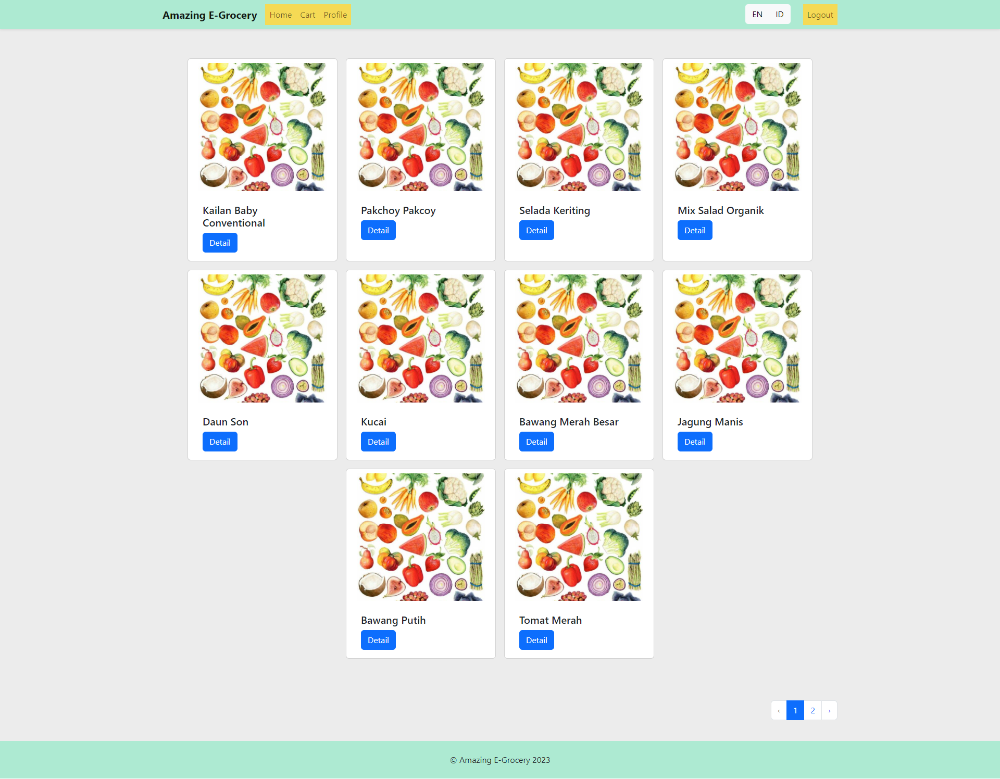 Amazing E-Grocery Home Cart Profile EN ID Logout
Kailan Baby Conventional
Detail
Pakchoy Pakcoy
Detail
Selada Keriting
Detail
Mix Salad Organik
Detail
Daun Son
Detail
Kucai
Detail
Bawang Merah Besar
Detail
Jagung Manis
Detail
Bawang Putih
Detail
Tomat Merah
Detail
‹ 1 2 ›
© Amazing E-Grocery 2023